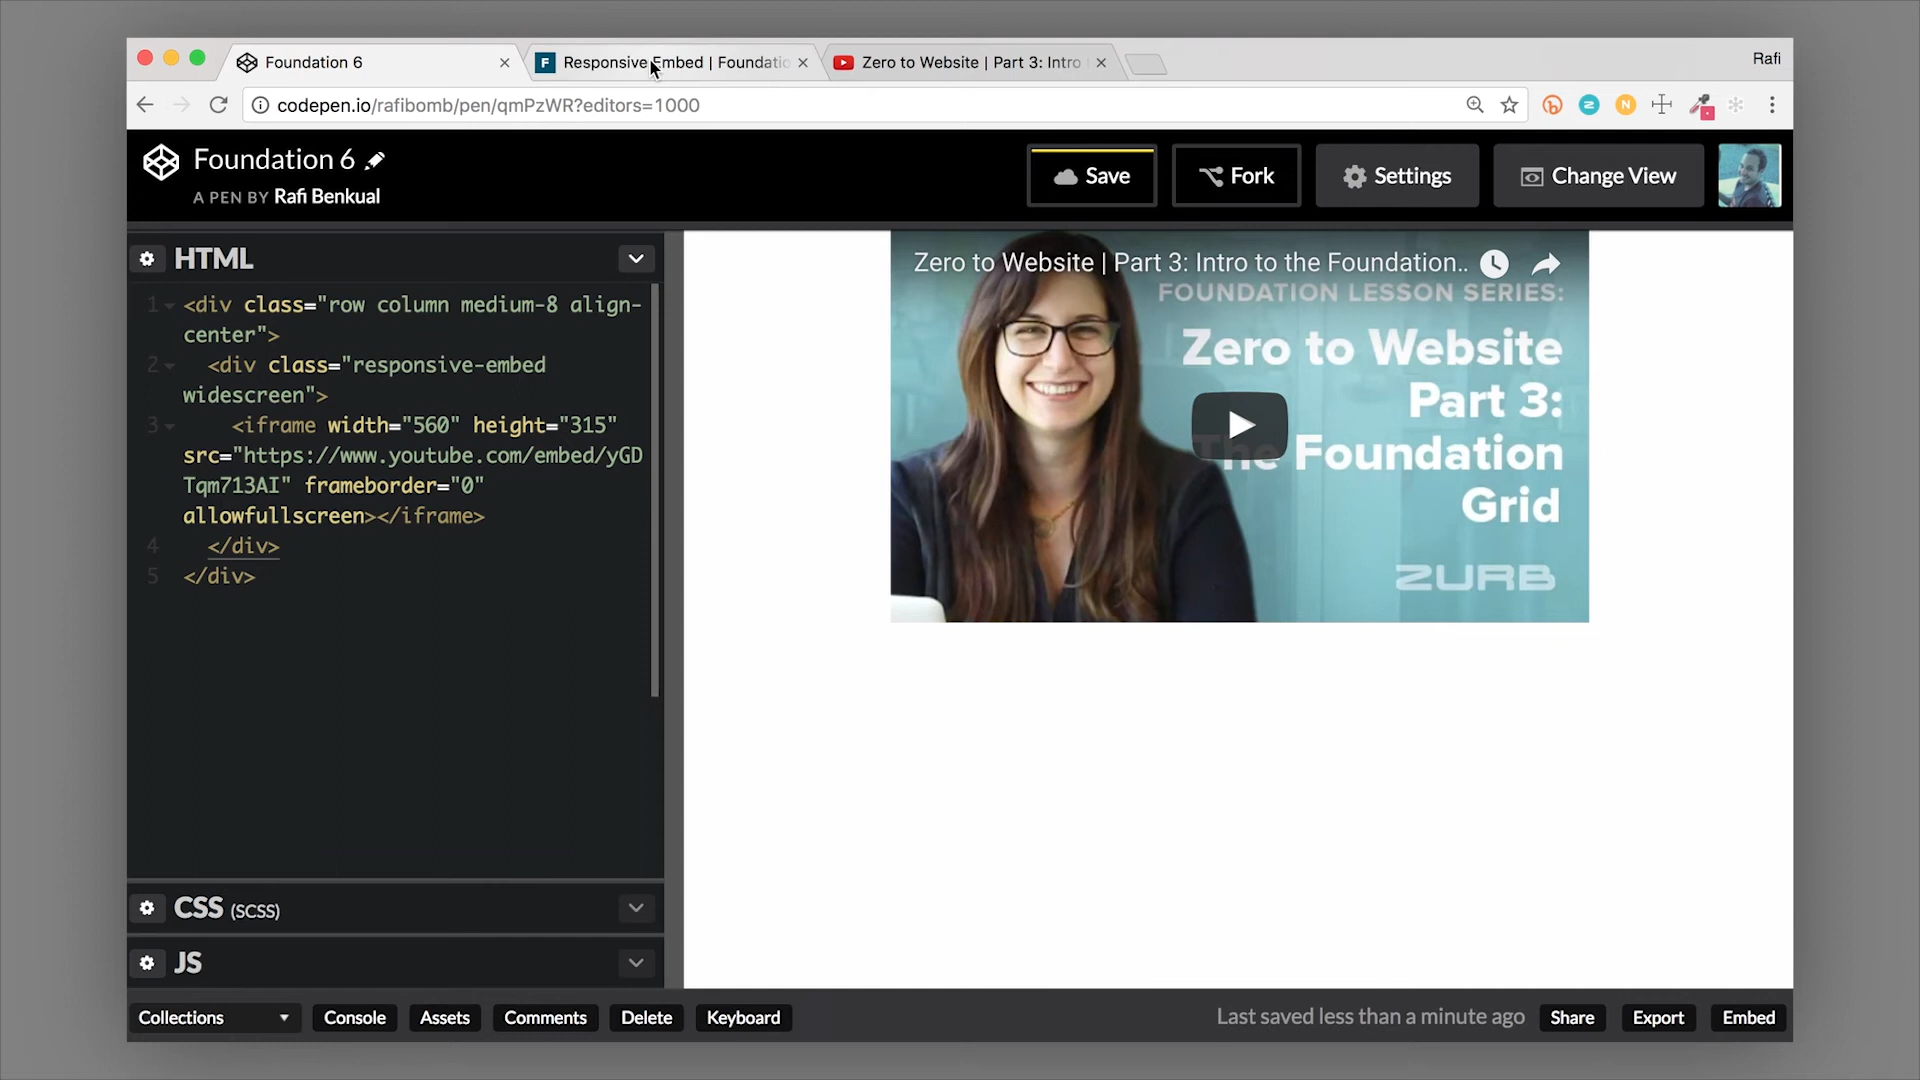 Foundation 6
Responsive Embed | Foundatio
Zero to Website | Part 3: Intro
Rafi
codepen.io/rafibomb/pen/qmPzWR?editors=1000
Foundation 6
A PEN BY Rafi Benkual
Save
Fork
Settings
Change View
HTML
1 <div class="row column medium-8 align-
center">
2 <div class="responsive-embed
widescreen">
3 <iframe width="560" height="315"
src="https://www.youtube.com/embed/yGD
Tqm713AI" frameborder="0"
allowfullscreen></iframe>
4 </div>
5 </div>
Zero to Website | Part 3: Intro to the Foundation..
FOUNDATION LESSON SERIES:
Zero to Website
Part 3:
The Foundation
Grid
ZURB
CSS (SCSS)
JS
Collections
Console
Assets
Comments
Delete
Keyboard
Last saved less than a minute ago
Share
Export
Embed